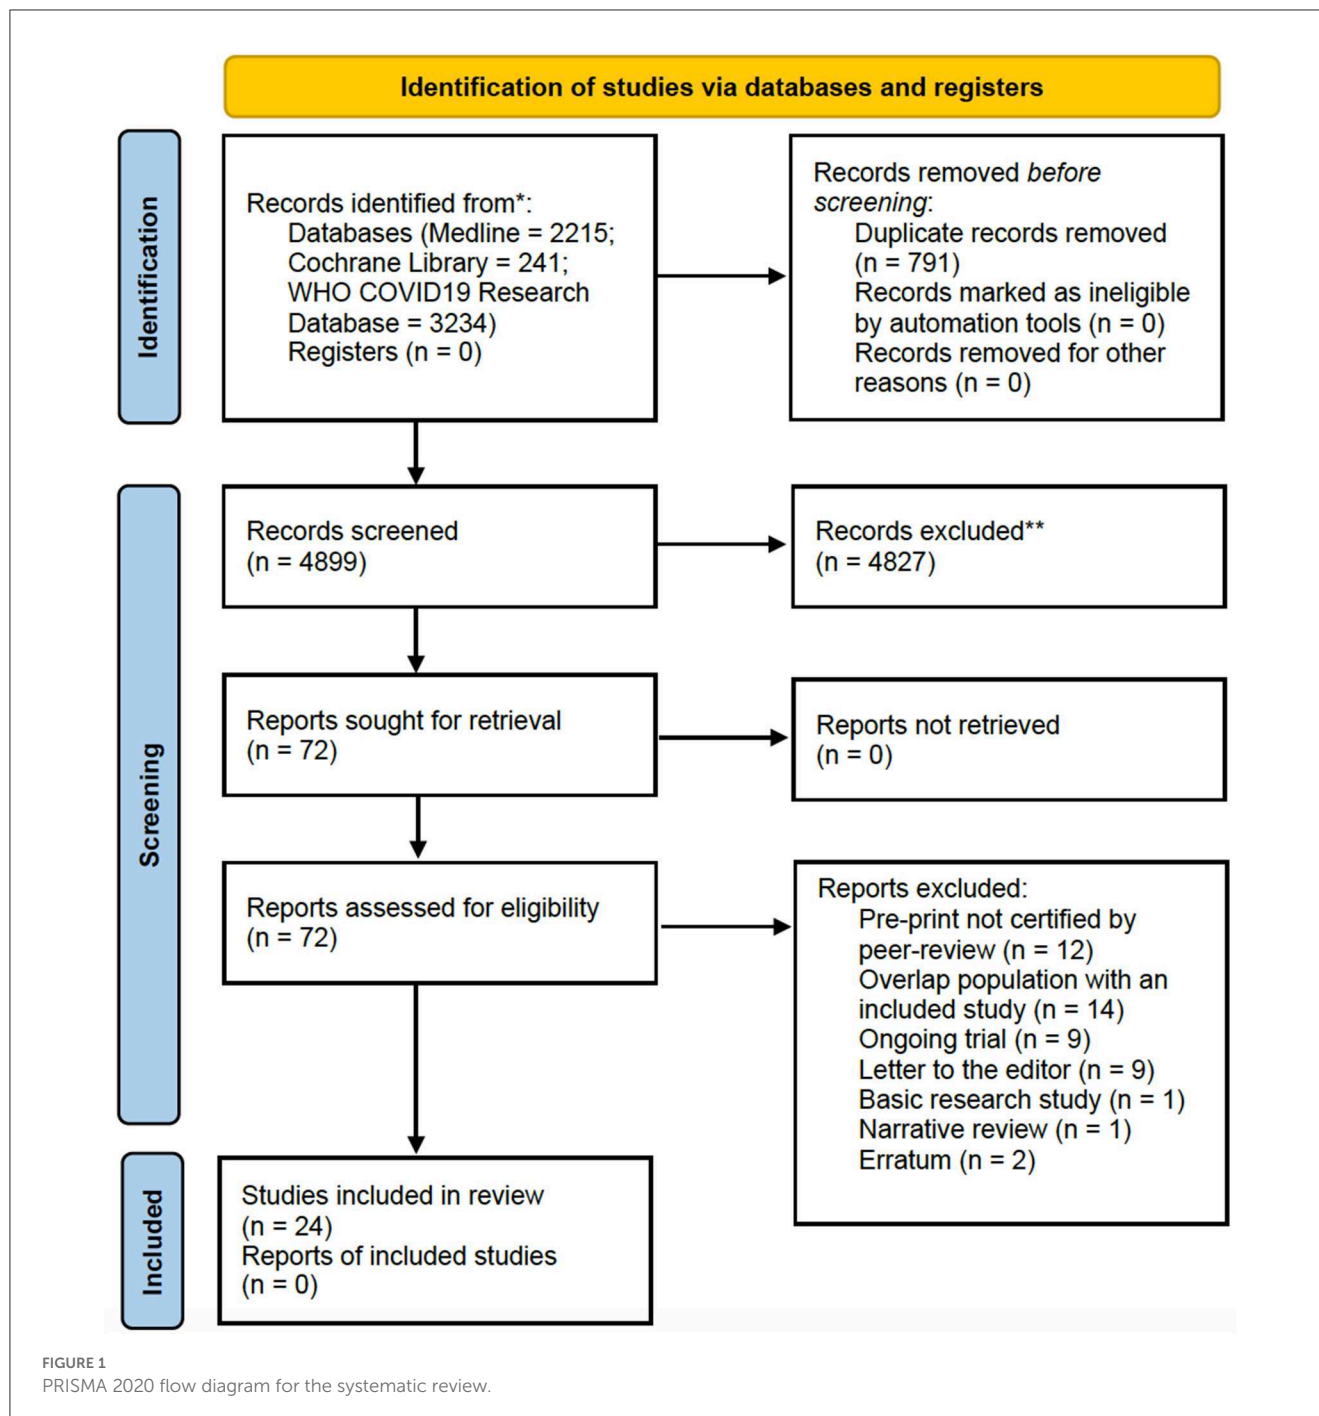 Identification of studies via databases and registers
Identification
Records identified from*:
Databases (Medline = 2215;
Cochrane Library = 241;
WHO COVID19 Research
Database = 3234)
Registers (n = 0)
Records removed before
screening:
Duplicate records removed
(n = 791)
Records marked as ineligible
by automation tools (n = 0)
Records removed for other
reasons (n = 0)
Screening
Records screened
(n = 4899)
Records excluded**
(n = 4827)
Reports sought for retrieval
(n = 72)
Reports not retrieved
(n = 0)
Reports assessed for eligibility
(n = 72)
Reports excluded:
Pre-print not certified by
peer-review (n = 12)
Overlap population with an
included study (n = 14)
Ongoing trial (n = 9)
Letter to the editor (n = 9)
Basic research study (n = 1)
Narrative review (n = 1)
Erratum (n = 2)
Included
Studies included in review
(n = 24)
Reports of included studies
(n = 0)
FIGURE 1
PRISMA 2020 flow diagram for the systematic review.